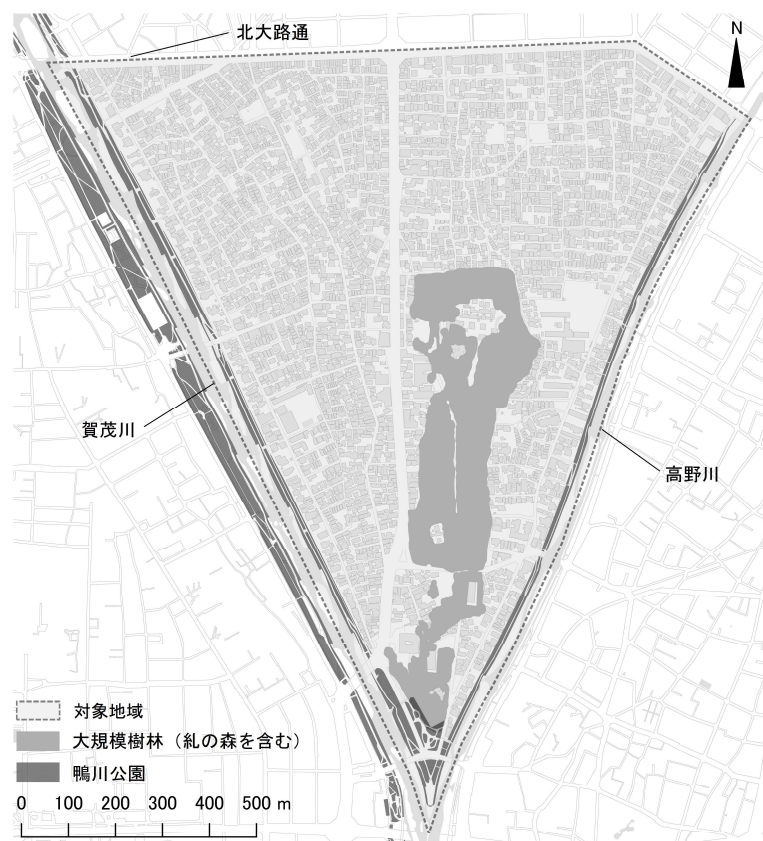 北大路通
N
賀茂川
高野川
対象地域
大規模樹林（糺の森を含む）
鴨川公園
0 100 200 300 400 500 m